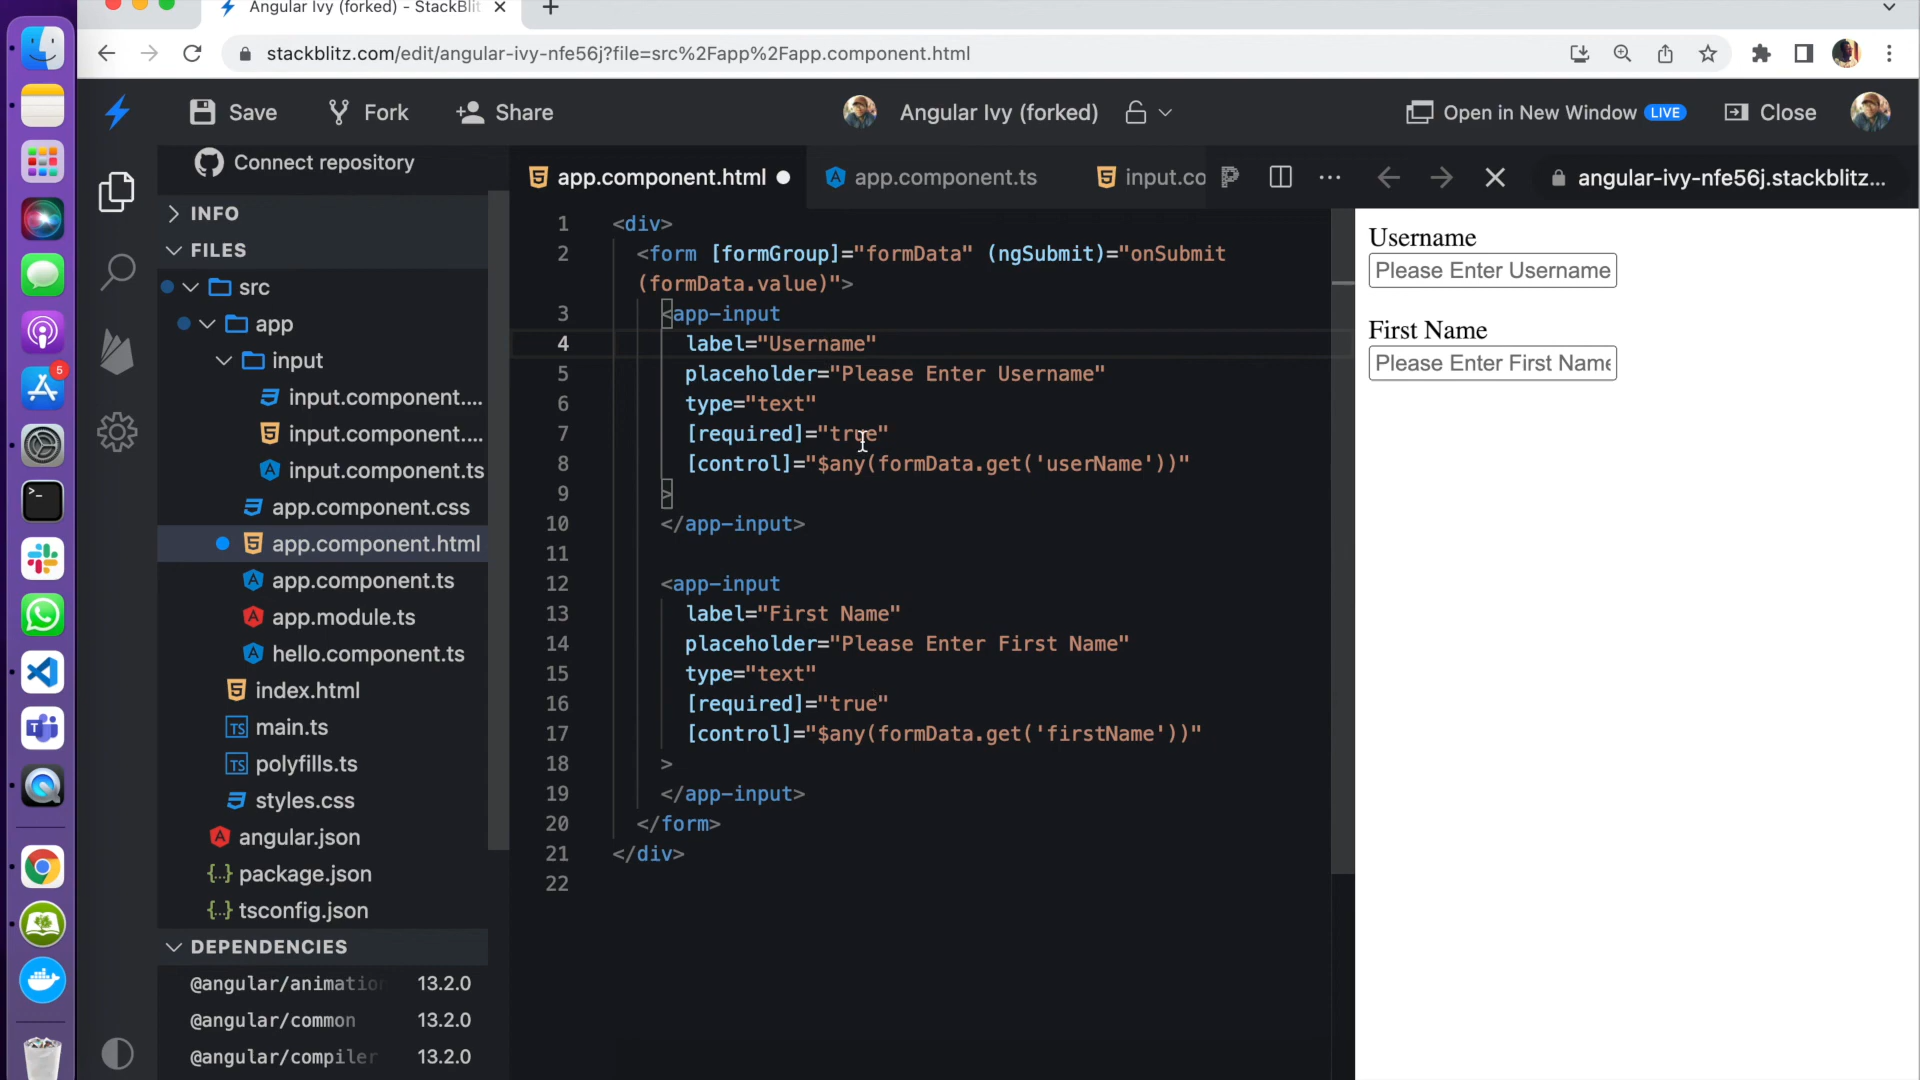 Angular Ivy (forked) - StackBlit
stackblitz.com/edit/angular-ivy-nfe56j?file=src%2Fapp%2Fapp.component.html
5
Save
Fork
Share
Angular Ivy (forked)
Open in New Window LIVE
Close
Connect repository
INFO
FILES
src
app
input
input.component....
input.component....
input.component.ts
app.component.css
app.component.html
app.component.ts
app.module.ts
hello.component.ts
index.html
main.ts
polyfills.ts
styles.css
angular.json
package.json
tsconfig.json
DEPENDENCIES
@angular/animation 13.2.0
@angular/common 13.2.0
@angular/compiler 13.2.0
app.component.html
app.component.ts
input.co
angular-ivy-nfe56j.stackblitz...
1 <div>
2 <form [formGroup]="formData" (ngSubmit)="onSubmit
(formData.value)">
3 <app-input
4 label="Username"
5 placeholder="Please Enter Username"
6 type="text"
7 [required]="true"
8 [control]="$any(formData.get('userName'))"
9 >
10 </app-input>
11
12 <app-input
13 label="First Name"
14 placeholder="Please Enter First Name"
15 type="text"
16 [required]="true"
17 [control]="$any(formData.get('firstName'))"
18 >
19 </app-input>
20 </form>
21 </div>
22
Username
Please Enter Username
First Name
Please Enter First Name